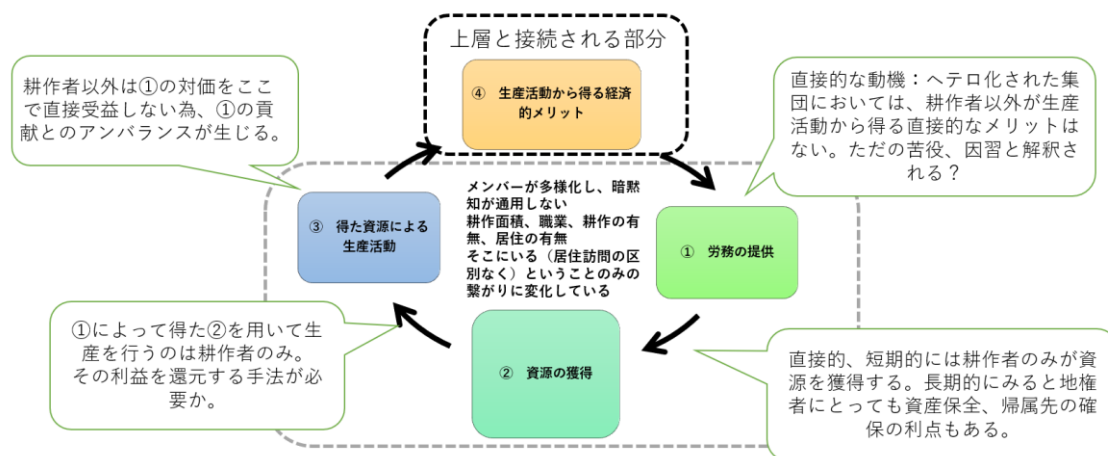 上層と接続される部分
④ 生産活動から得る経済
的メリット
耕作者以外は①の対価をここ
で直接受益しない為、①の貢
献とのアンバランスが生じる。
直接的な動機：ヘテロ化された集
団においては、耕作者以外が生産
活動から得る直接的なメリットは
ない。ただの苦役、因習と解釈さ
れる？
③ 得た資源による
生産活動
メンバーが多様化し、暗黙
知が通用しない
耕作面積、職業、耕作の有
無、居住の有無
そこにいる（居住訪問の区
別なく）ということのみの
繋がりに変化している
① 労務の提供
①によって得た②を用いて生
産を行うのは耕作者のみ。
その利益を還元する手法が必
要か。
② 資源の獲得
直接的、短期的には耕作者のみが資
源を獲得する。長期的にみると地権
者にとっても資産保全、帰属先の確
保の利点もある。